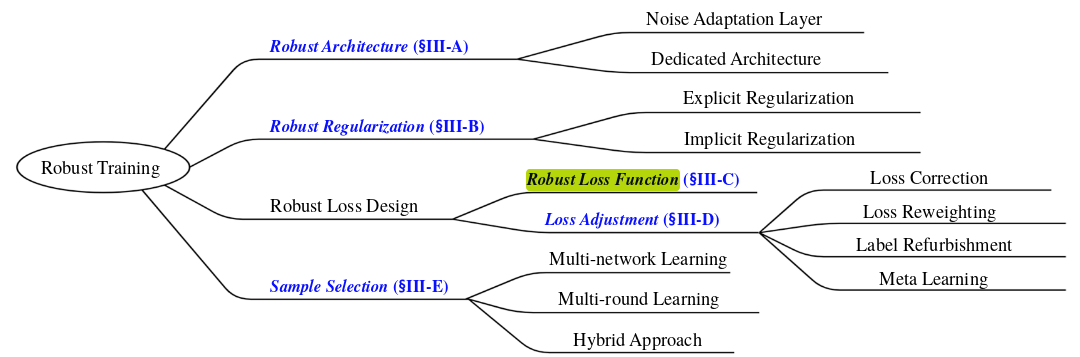 Robust Training
Robust Architecture (§III-A)
Noise Adaptation Layer
Dedicated Architecture
Robust Regularization (§III-B)
Explicit Regularization
Implicit Regularization
Robust Loss Design
Robust Loss Function (§III-C)
Loss Adjustment (§III-D)
Loss Correction
Loss Reweighting
Label Refurbishment
Meta Learning
Sample Selection (§III-E)
Multi-network Learning
Multi-round Learning
Hybrid Approach